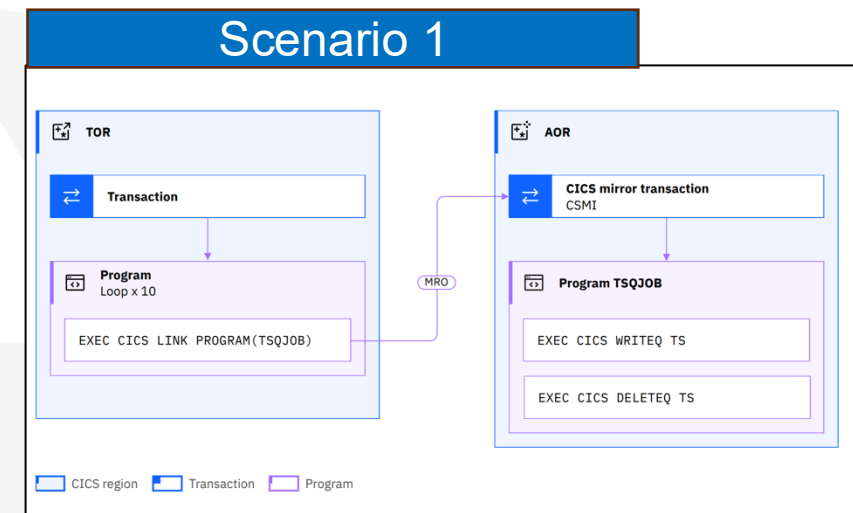 Scenario 1
TOR
Transaction
Program
Loop x 10
EXEC CICS LINK PROGRAM(TSQJOB)
MRO
AOR
CICS mirror transaction
CSMI
Program TSQJOB
EXEC CICS WRITEQ TS
EXEC CICS DELETEQ TS
CICS region
Transaction
Program